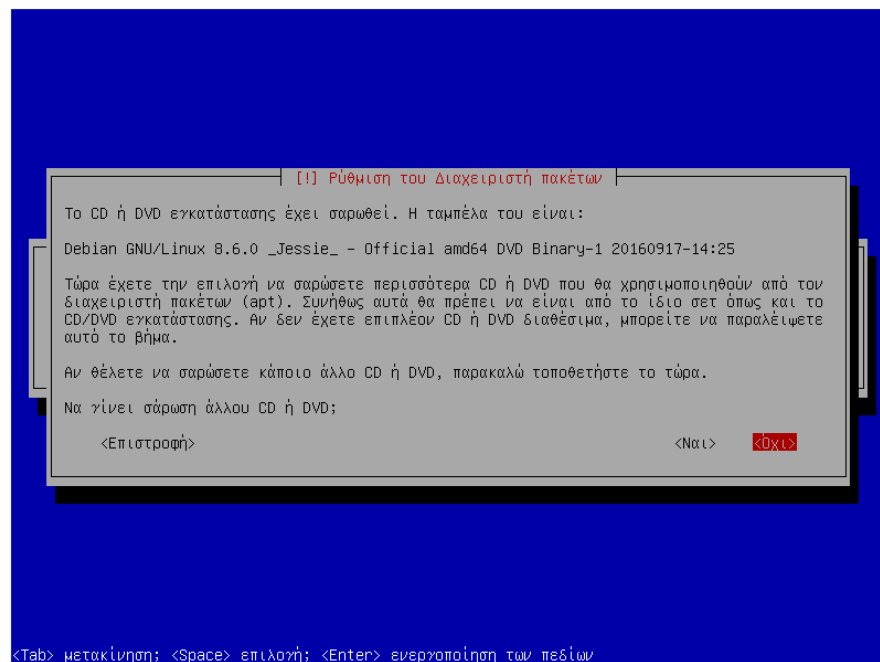 [!] Ρύθμιση του Διαχειριστή πακέτων
Το CD ή DVD εγκατάστασης έχει σαρωθεί. Η ταμπέλα του είναι:
Debian GNU/Linux 8.6.0 _Jessie_ - Official amd64 DVD Binary-1 20160917-14:25
Τώρα έχετε την επιλογή να σαρώσετε περισσότερα CD ή DVD που θα χρησιμοποιηθούν από τον
διαχειριστή πακέτων (apt). Συνήθως αυτά θα πρέπει να είναι από το ίδιο σετ όπως και το
CD/DVD εγκατάστασης. Αν δεν έχετε επιπλέον CD ή DVD διαθέσιμα, μπορείτε να παραλέιψετε
αυτό το βήμα.
Αν θέλετε να σαρώσετε κάποιο άλλο CD ή DVD, παρακαλώ τοποθετήστε το τώρα.
Να γίνει σάρωση άλλου CD ή DVD;
<Επιστροφή> <Ναι> <Όχι>
<Tab> μετακίνηση; <Space> επιλογή; <Enter> ενεργοποίηση των πεδίων